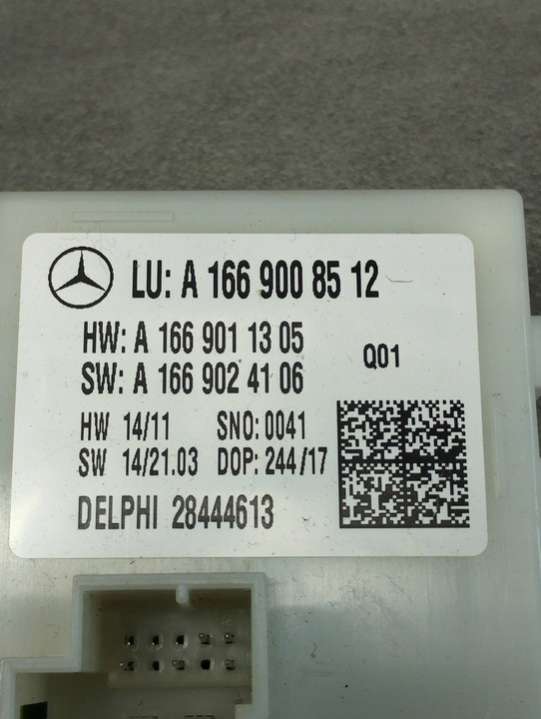 LU: A 166 900 85 12
HW: A 166 901 13 05
SW: A 166 902 41 06
Q01
HW 14/11 SNO: 0041
SW 14/21.03 DOP: 244/17
DELPHI 28444613